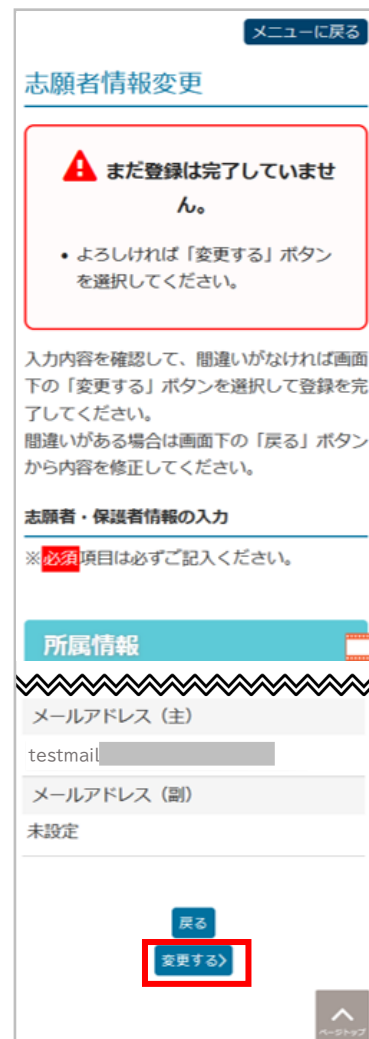 メニューに戻る
志願者情報変更
まだ登録は完了していませ
ん。
• よろしければ「変更する」ボタン
を選択してください。
入力内容を確認して、間違いがなければ画面
下の「変更する」ボタンを選択して登録を完
了してください。
間違いがある場合は画面下の「戻る」ボタン
から内容を修正してください。
志願者・保護者情報の入力
※必須項目は必ずご記入ください。
所属情報
メールアドレス（主）
testmail
メールアドレス（副）
未設定
戻る
変更する〉
ページトップ